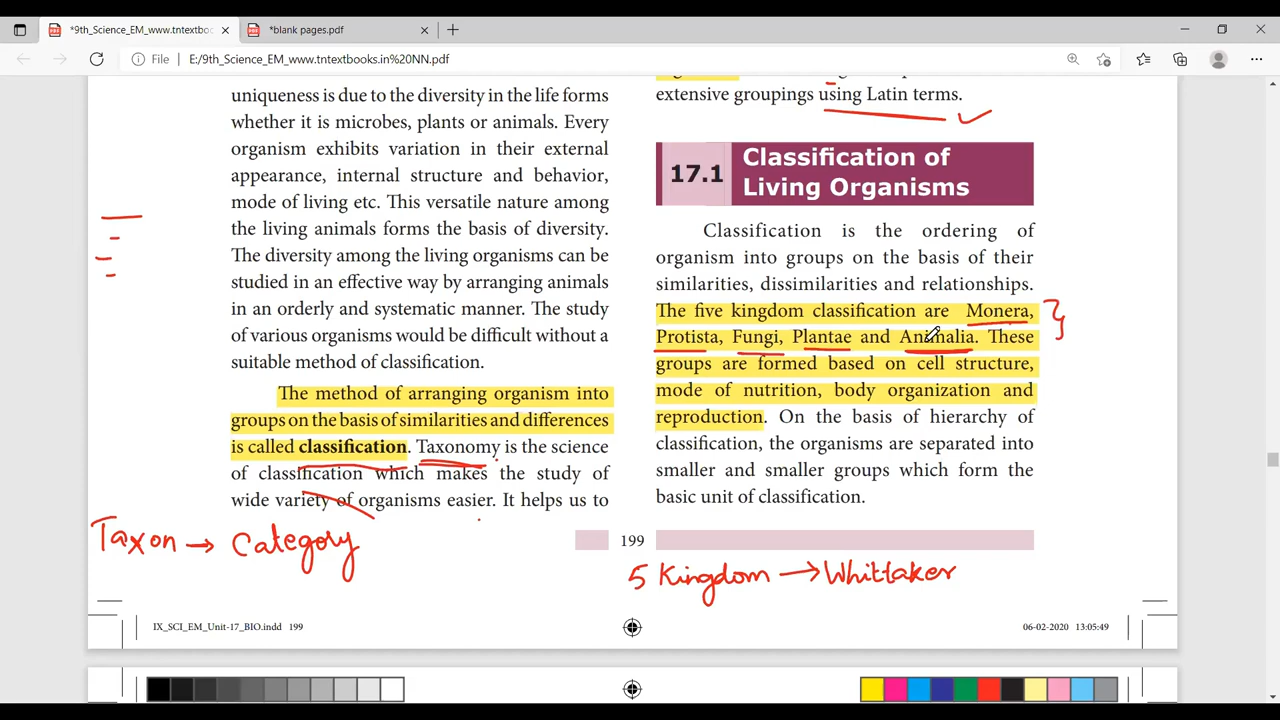 *9th_Science_EM_www.tntextboo
*blank pages.pdf
File
E:/9th_Science_EM_www.tntextbooks.in%20NN.pdf
uniqueness is due to the diversity in the life forms
whether it is microbes, plants or animals. Every
organism exhibits variation in their external
appearance, internal structure and behavior,
mode of living etc. This versatile nature among
the living animals forms the basis of diversity.
The diversity among the living organisms can be
studied in an effective way by arranging animals
in an orderly and systematic manner. The study
of various organisms would be difficult without a
suitable method of classification.
The method of arranging organism into
groups on the basis of similarities and differences
is called classification. Taxonomy is the science
of classification which makes the study of
wide variety of organisms easier. It helps us to
Taxon → Category
extensive groupings using Latin terms.
17.1
Classification of
Living Organisms
Classification is the ordering of
organism into groups on the basis of their
similarities, dissimilarities and relationships.
The five kingdom classification are Monera,
Protista, Fungi, Plantae and Animalia. These
groups are formed based on cell structure,
mode of nutrition, body organization and
reproduction. On the basis of hierarchy of
classification, the organisms are separated into
smaller and smaller groups which form the
basic unit of classification.
199
5 Kingdom → Whittaker
IX_SCI_EM_Unit-17_BIO.indd 199
06-02-2020 13:05:49